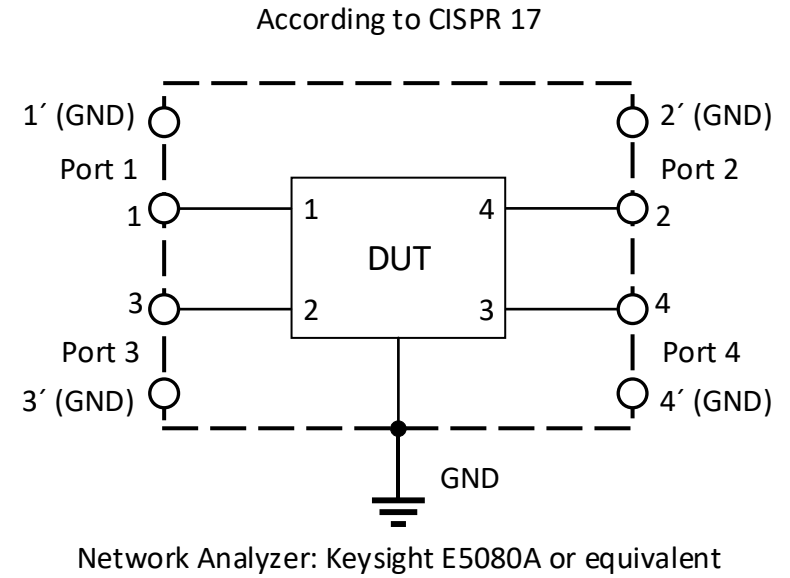 According to CISPR 17
1´ (GND)
2´ (GND)
Port 1
Port 2
1
1
4
2
DUT
3
2
3
4
Port 3
Port 4
3´ (GND)
4´ (GND)
GND
Network Analyzer: Keysight E5080A or equivalent